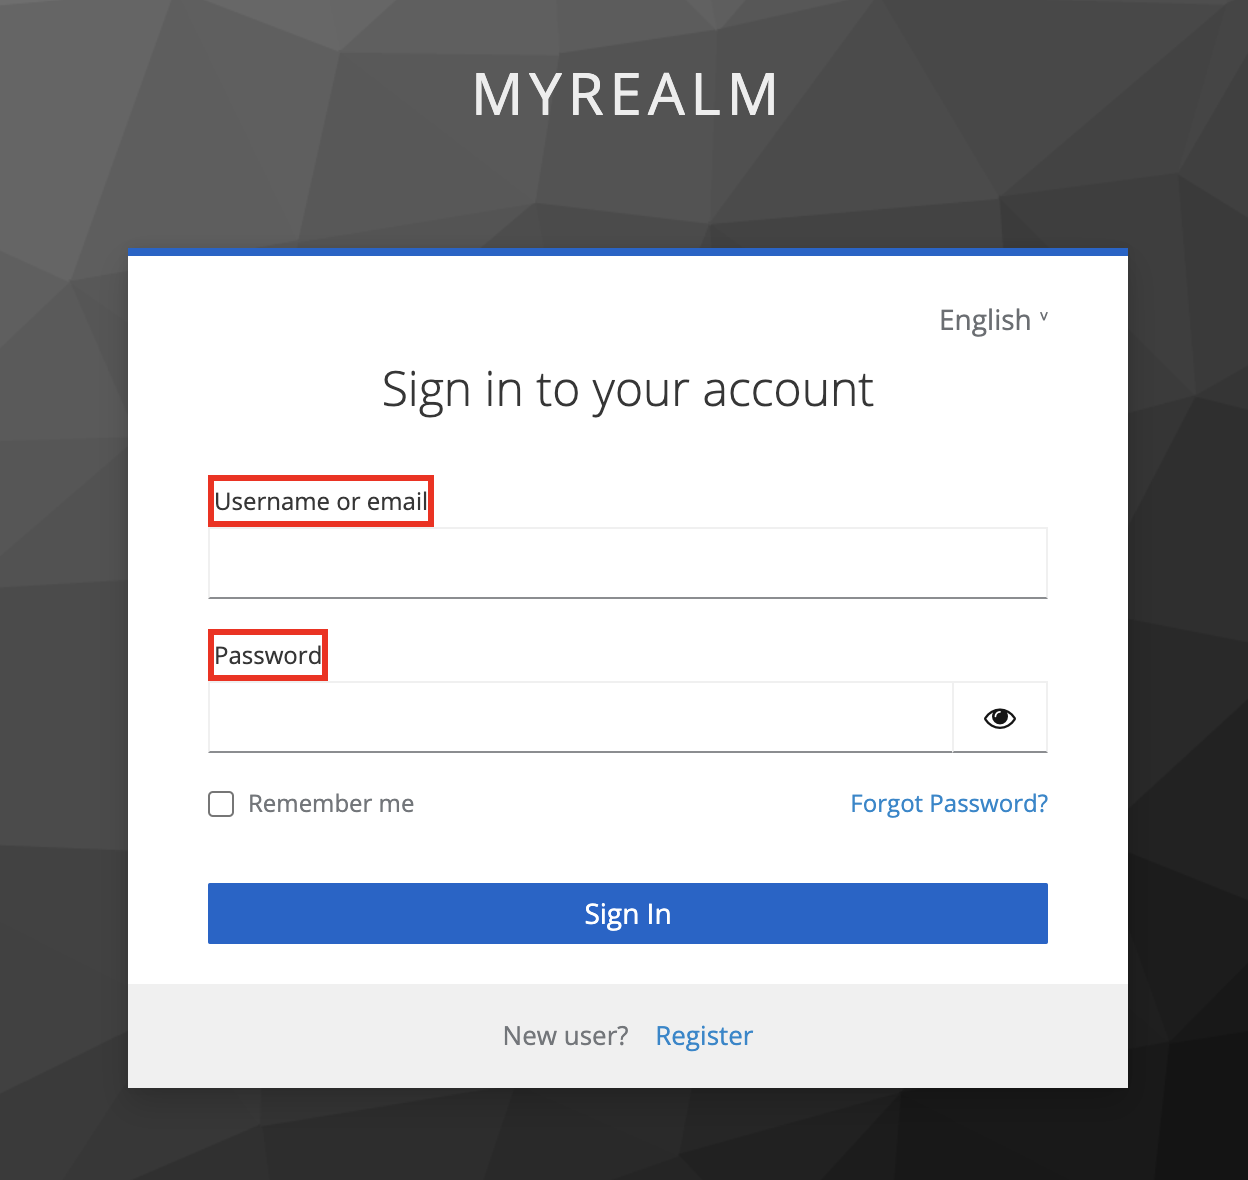 MYREALM
English ˅
Sign in to your account
Username or email
Password
Remember me
Forgot Password?
Sign In
New user? Register